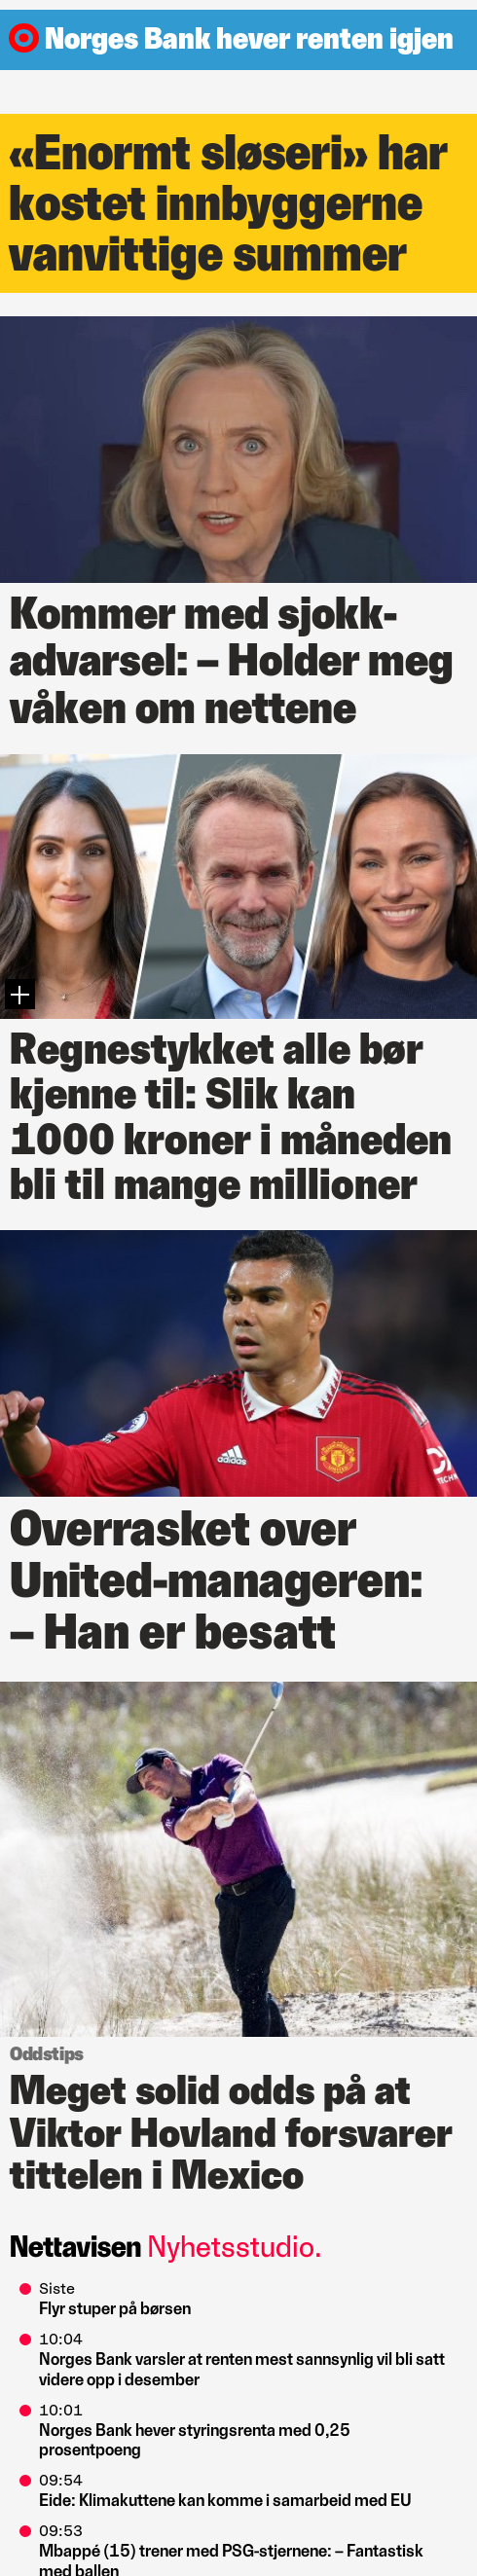 Norges Bank hever renten igjen
«Enormt sløseri» har
kostet innbyggerne
vanvittige summer
Kommer med sjokk-
advarsel: – Holder meg
våken om nettene
Regnestykket alle bør
kjenne til: Slik kan
1000 kroner i måneden
bli til mange millioner
adidas
Overrasket over
United-manageren:
– Han er besatt
Oddstips
Meget solid odds på at
Viktor Hovland forsvarer
tittelen i Mexico
Nettavisen Nyhetsstudio.
Siste
Flyr stuper på børsen
10:04
Norges Bank varsler at renten mest sannsynlig vil bli satt
videre opp i desember
10:01
Norges Bank hever styringsrenta med 0,25
prosentpoeng
09:54
Eide: Klimakuttene kan komme i samarbeid med EU
09:53
Mbappé (15) trener med PSG-stjernene: – Fantastisk
med ballen